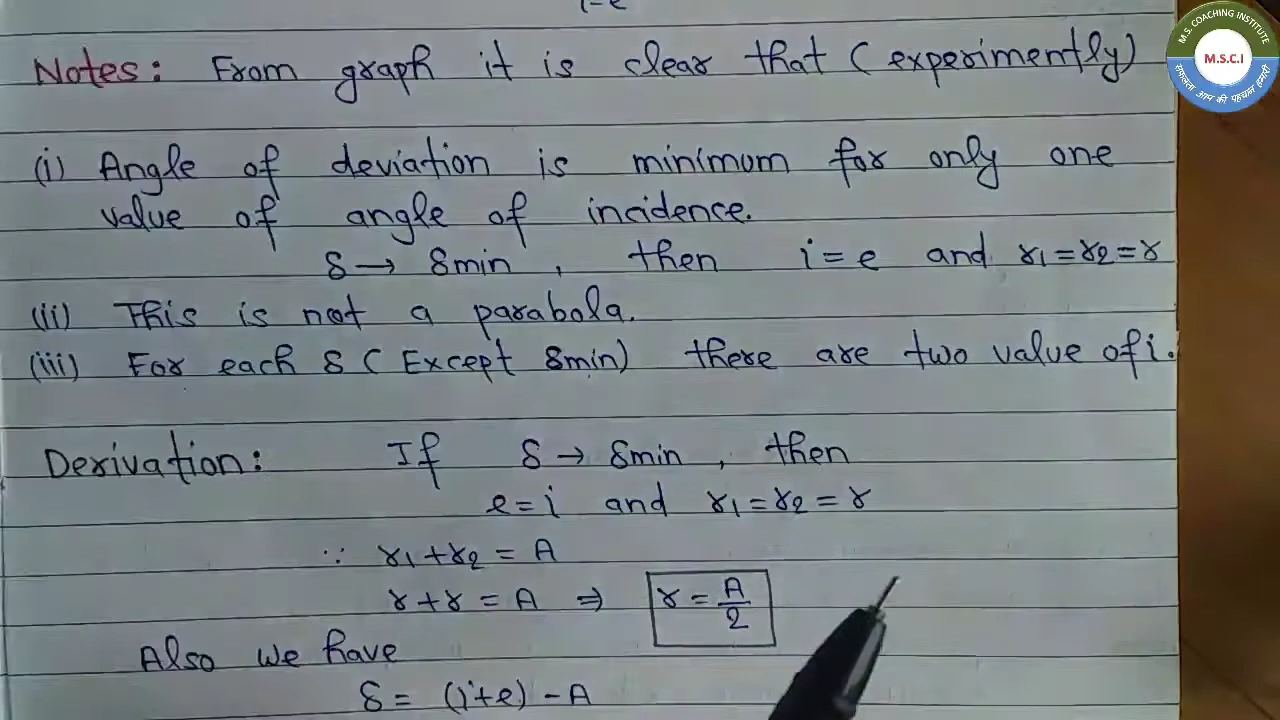 i=e
Notes: From graph it is clear that (experimently)
(i) Angle of deviation is minimum for only one
value of angle of incidence.
δ → δmin , then i = e and r1 = r2 = r
(ii) This is not a parabola.
(iii) For each δ (Except δmin) there are two value of i.
Derivation: If δ → δmin , then
e = i and r1 = r2 = r
∵ r1 + r2 = A
r + r = A ⇒ r = A/2
Also we have
δ = (i+e) - A
M.S. COACHING INSTITUTE
M.S.C.I